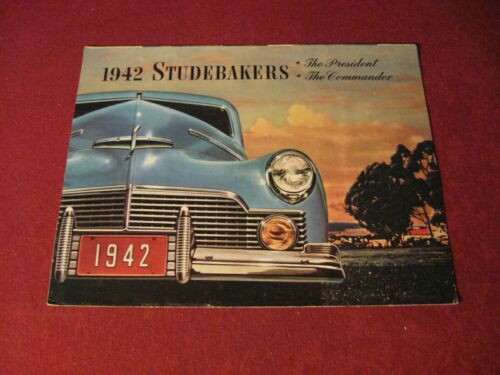 1942 STUDEBAKERS
• The President
• The Commander
1942